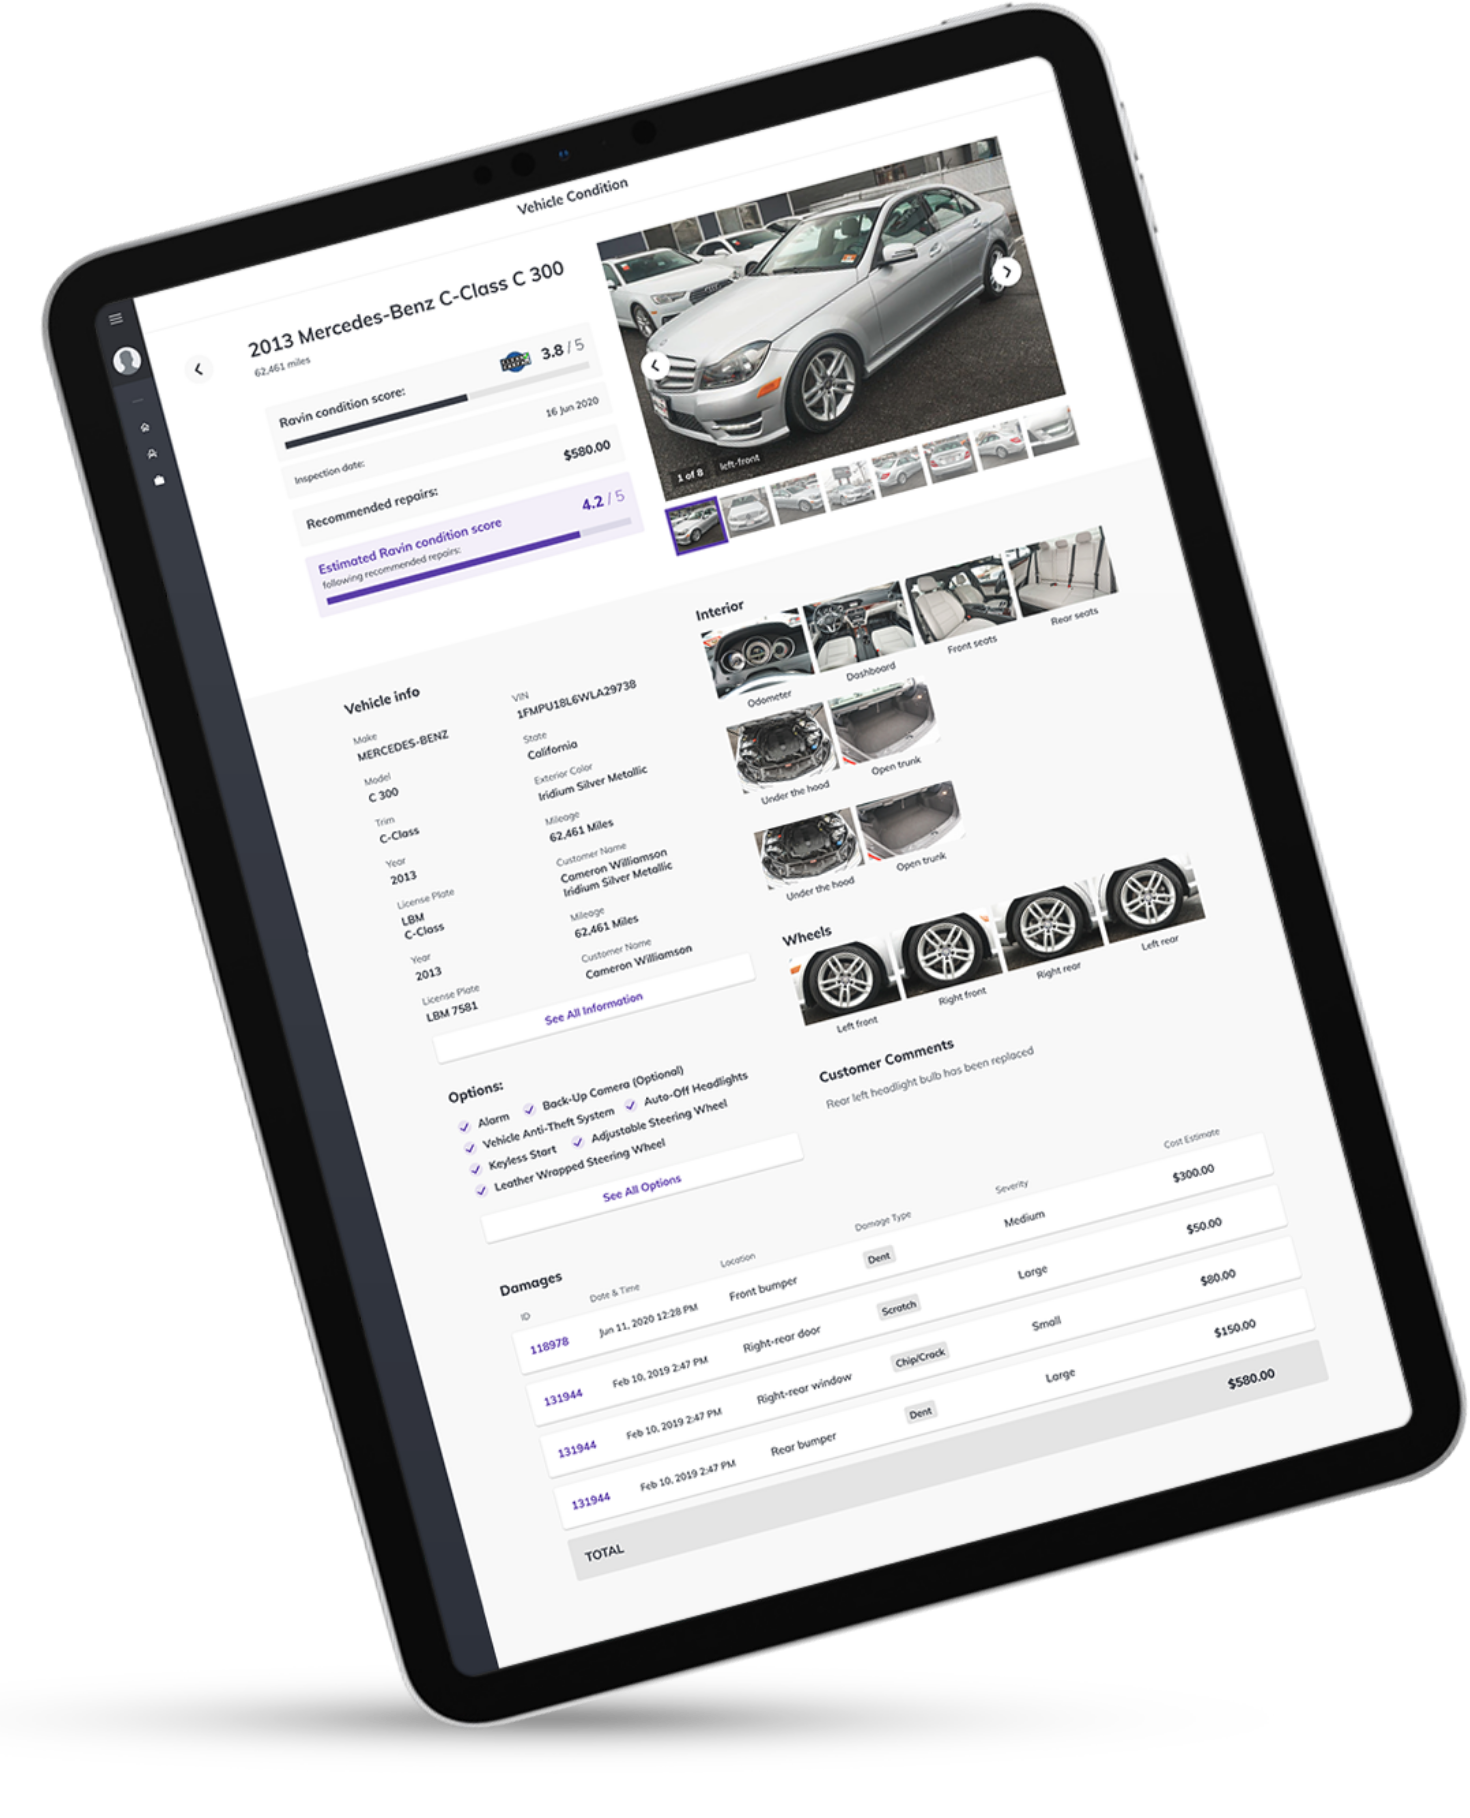 Vehicle Condition
2013 Mercedes-Benz C-Class C 300
62,461 miles
Ravin condition score:
3.8 / 5
Inspection date:
16 Jun 2020
Recommended repairs:
$580.00
Estimated Ravin condition score
following recommended repairs:
4.2 / 5
1 of 8
left-front
Vehicle info
Make
MERCEDES-BENZ
Model
C 300
Trim
C-Class
Year
2013
License Plate
LBM
C-Class
Year
2013
License Plate
LBM 7581
VIN
1FMPU18L6WLA29738
State
California
Exterior Color
Iridium Silver Metallic
Mileage
62,461 Miles
Customer Name
Cameron Williamson
Iridium Silver Metallic
Mileage
62,461 Miles
Customer Name
Cameron Williamson
See All Information
Options:
Alarm
Back-Up Camera (Optional)
Vehicle Anti-Theft System
Auto-Off Headlights
Keyless Start
Adjustable Steering Wheel
Leather Wrapped Steering Wheel
See All Options
Interior
Odometer
Dashboard
Front seats
Rear seats
Under the hood
Open trunk
Under the hood
Open trunk
Wheels
Left front
Right front
Right rear
Left rear
Customer Comments
Rear left headlight bulb has been replaced
Damages
ID Date & Time Location Damage Type Severity Cost Estimate
118978 Jun 11, 2020 12:28 PM Front bumper Dent Medium $300.00
131944 Feb 10, 2019 2:47 PM Right-rear door Scratch Large $50.00
131944 Feb 10, 2019 2:47 PM Right-rear window Chip/Crack Small $80.00
131944 Feb 10, 2019 2:47 PM Rear bumper Dent Large $150.00
TOTAL $580.00